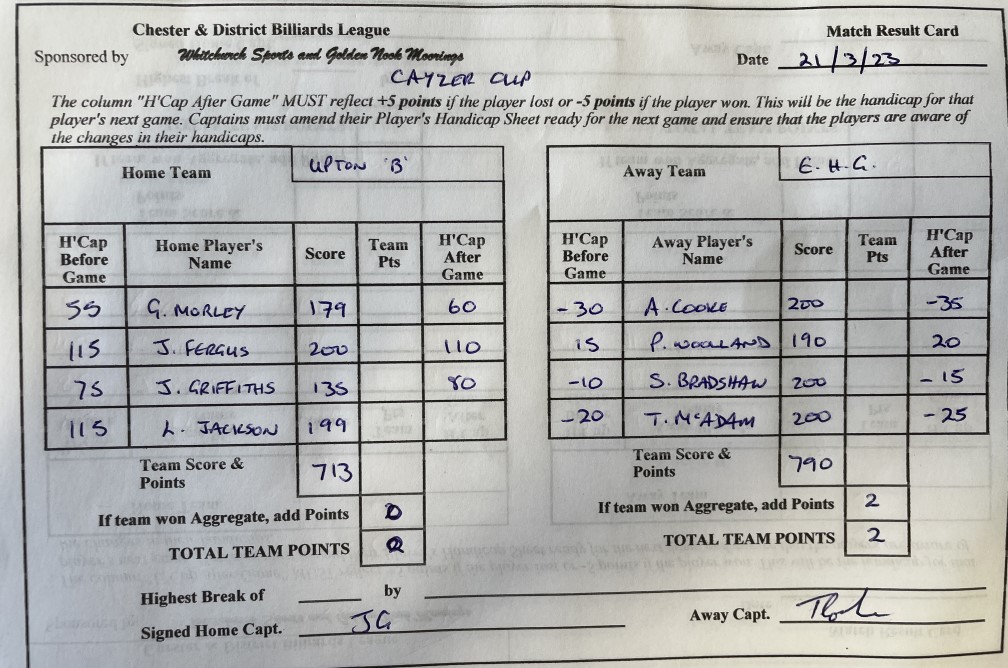 Chester & District Billiards League
Match Result Card
Sponsored by Whitchurch Sports and Golden Nook Moorings
Date 21/3/23
CAYZER CUP
The column "H'Cap After Game" MUST reflect +5 points if the player lost or -5 points if the player won. This will be the handicap for that
player's next game. Captains must amend their Player's Handicap Sheet ready for the next game and ensure that the players are aware of
the changes in their handicaps.
Home Team UPTON 'B'
Away Team E.H.G.
H'Cap Before Game Home Player's Name Score Team Pts H'Cap After Game
55 G. MORLEY 179 60
115 J. FERGUS 200 110
75 J. GRIFFITHS 135 80
115 L. JACKSON 199
Team Score & Points 713
If team won Aggregate, add Points 0
TOTAL TEAM POINTS 0
H'Cap Before Game Away Player's Name Score Team Pts H'Cap After Game
-30 A. COOKE 200 -35
15 P. WOOLLAND 190 20
-10 S. BRADSHAW 200 -15
-20 T. McADAM 200 -25
Team Score & Points 790
If team won Aggregate, add Points 2
TOTAL TEAM POINTS 2
Highest Break of by
Signed Home Capt. JG
Away Capt.